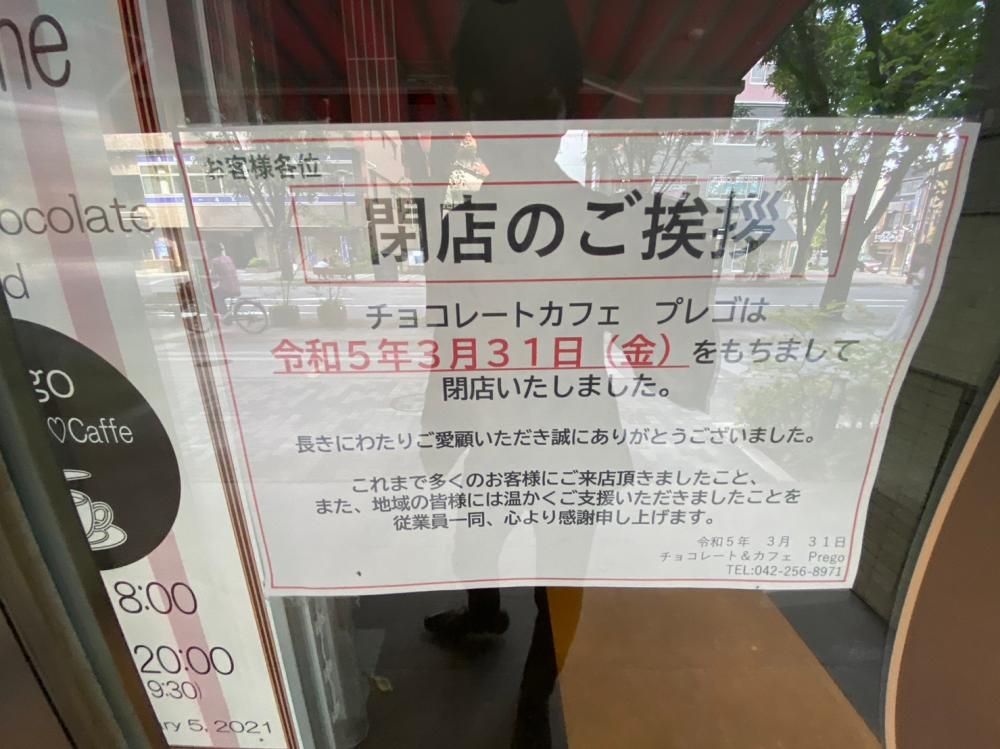 ne
ocolate
d
go
♡Caffe
8:00
20:00
9:30)
ry 5, 2021
お客様各位
閉店のご挨拶
チョコレートカフェ　プレゴは
令和５年３月３１日（金）をもちまして
閉店いたしました。
長きにわたりご愛顧いただき誠にありがとうございました。
これまで多くのお客様にご来店頂きましたこと、
また、地域の皆様には温かくご支援いただきましたことを
従業員一同、心より感謝申し上げます。
令和５年　３月　３１日
チョコレート＆カフェ　Prego
TEL:042-256-8971